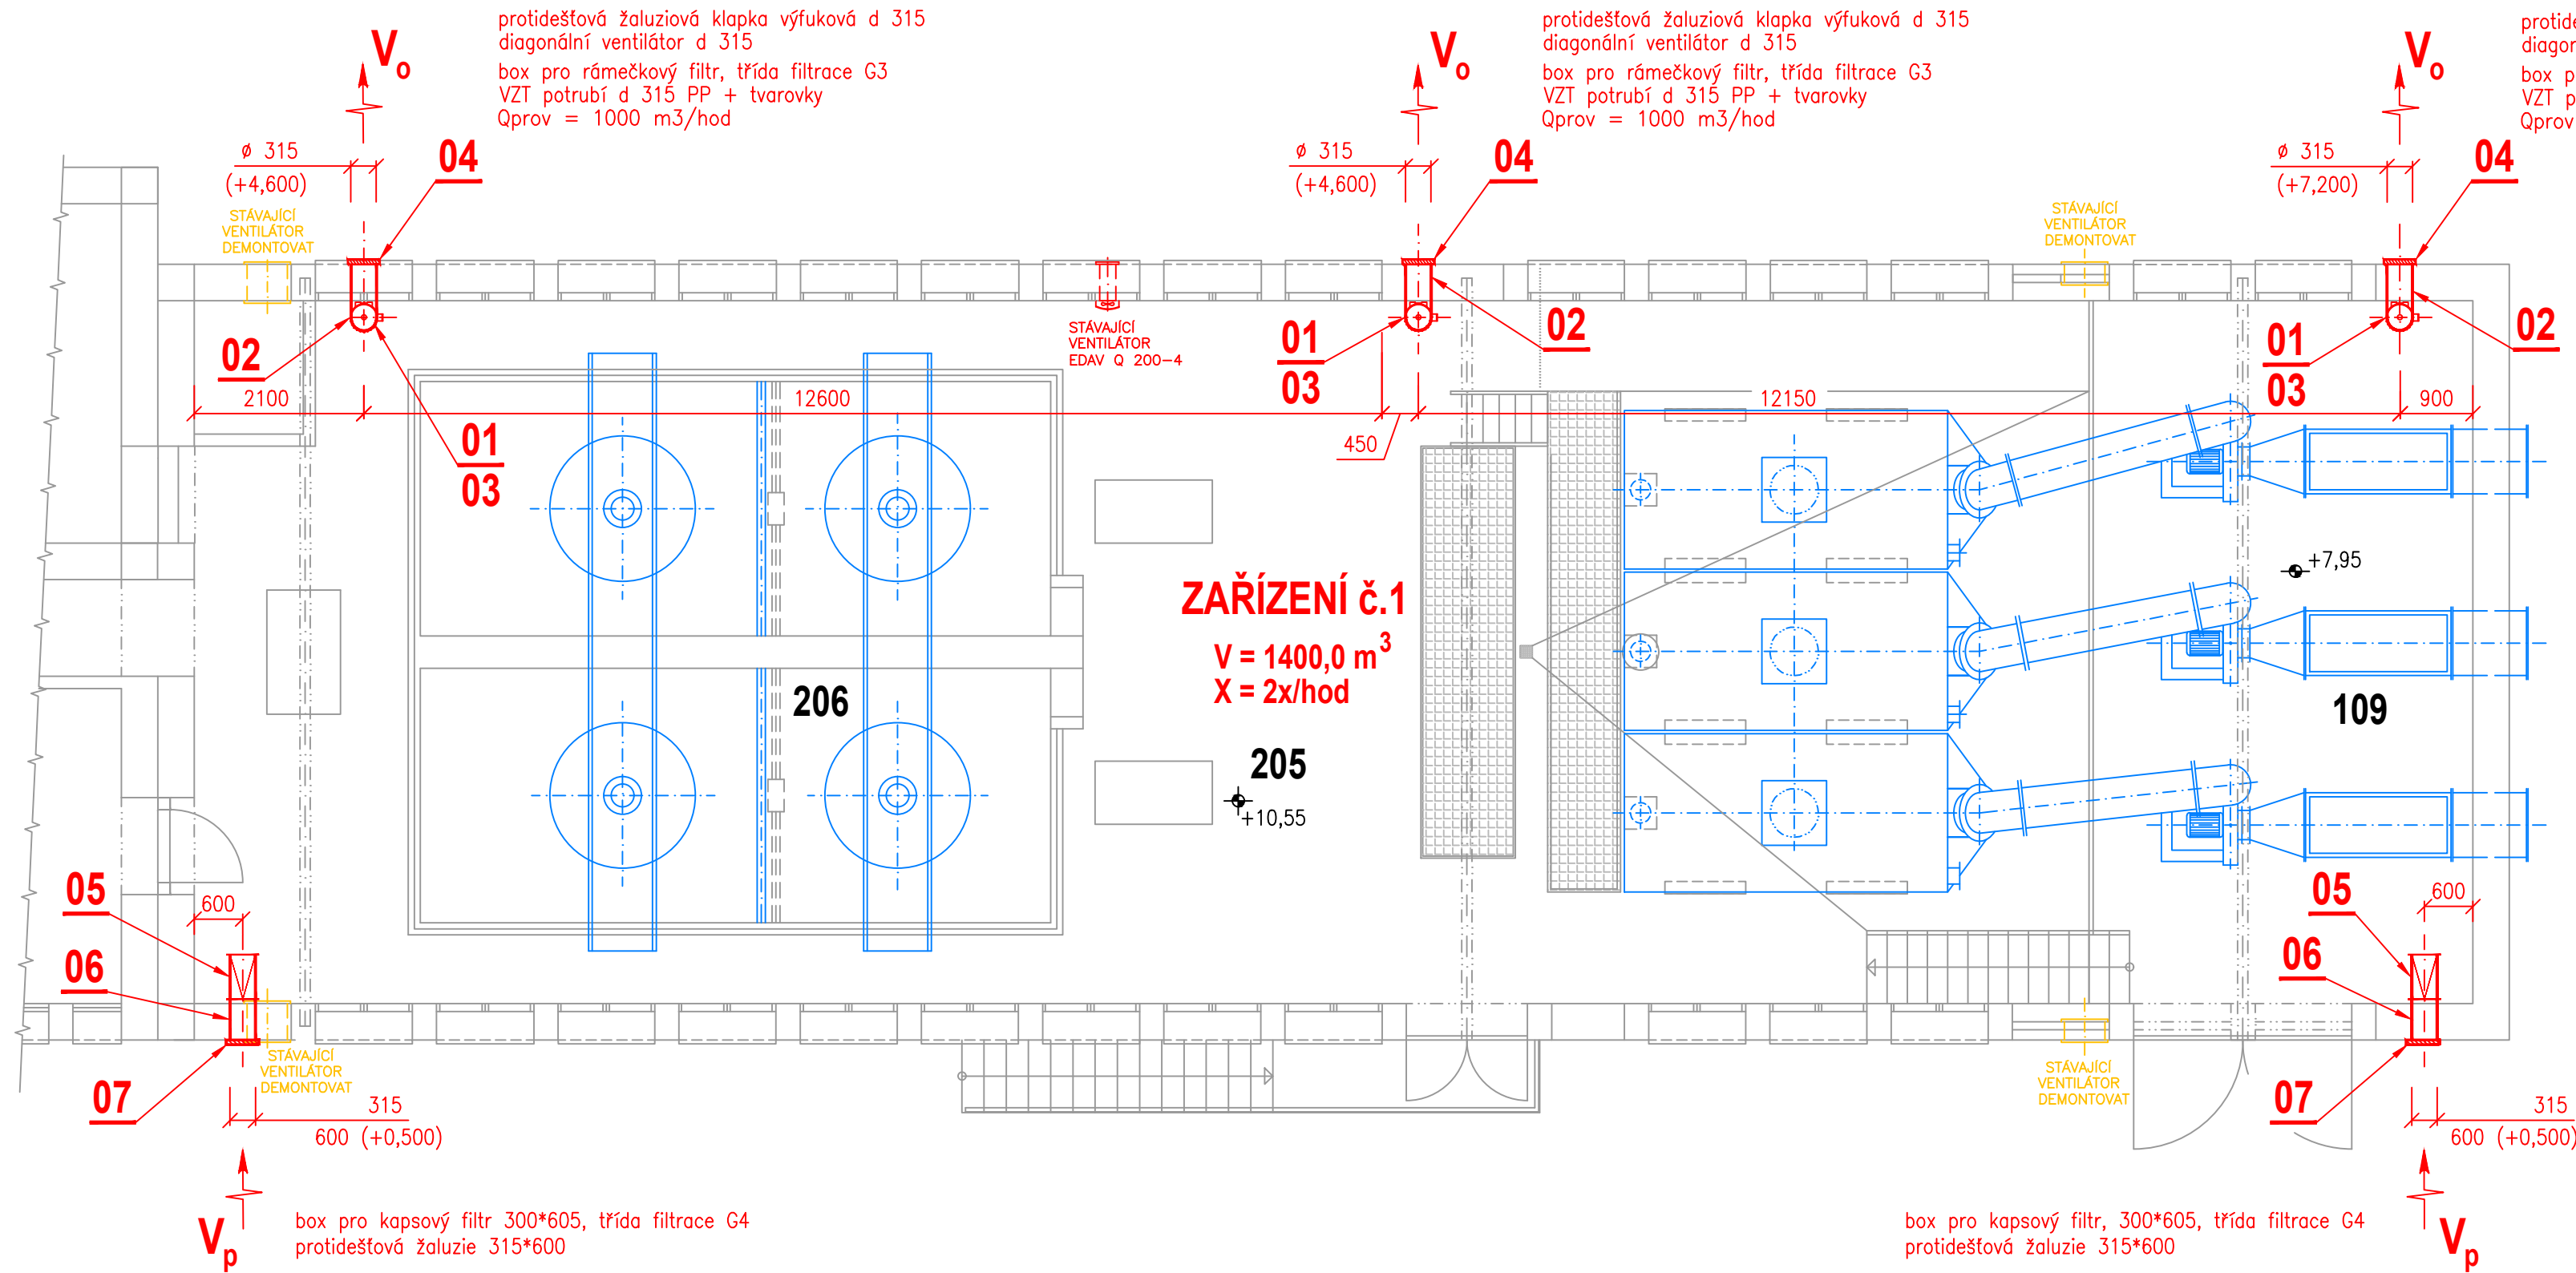 protidešťová žaluziová klapka výfuková d 315
diagonální ventilátor d 315
box pro rámečkový filtr, třída filtrace G3
VZT potrubí d 315 PP + tvarovky
Qprov = 1000 m3/hod
protidešťová žaluziová klapka výfuková d 315
diagonální ventilátor d 315
box pro rámečkový filtr, třída filtrace G3
VZT potrubí d 315 PP + tvarovky
Qprov = 1000 m3/hod
VZT p
Qprov
Vo
Vo
Vo
ø 315
(+4,600)
04
ø 315
(+4,600)
04
ø 315
(+7,200)
04
STÁVAJÍCÍ
VENTILÁTOR
DEMONTOVAT
STÁVAJÍCÍ
VENTILÁTOR
DEMONTOVAT
02
STÁVAJÍCÍ
VENTILÁTOR
EDAV Q 200-4
01
03
02
01
03
02
2100
12600
450
12150
900
01
03
+7,95
ZAŘÍZENÍ č.1
V = 1400,0 m3
X = 2x/hod
206
109
205
+10,55
05
600
06
05
600
06
STÁVAJÍCÍ
VENTILÁTOR
DEMONTOVAT
STÁVAJÍCÍ
VENTILÁTOR
DEMONTOVAT
07
315
600 (+0,500)
07
315
600 (+0,500)
Vp
box pro kapsový filtr 300*605, třída filtrace G4
protidešťová žaluzie 315*600
box pro kapsový filtr, 300*605, třída filtrace G4
protidešťová žaluzie 315*600
Vp